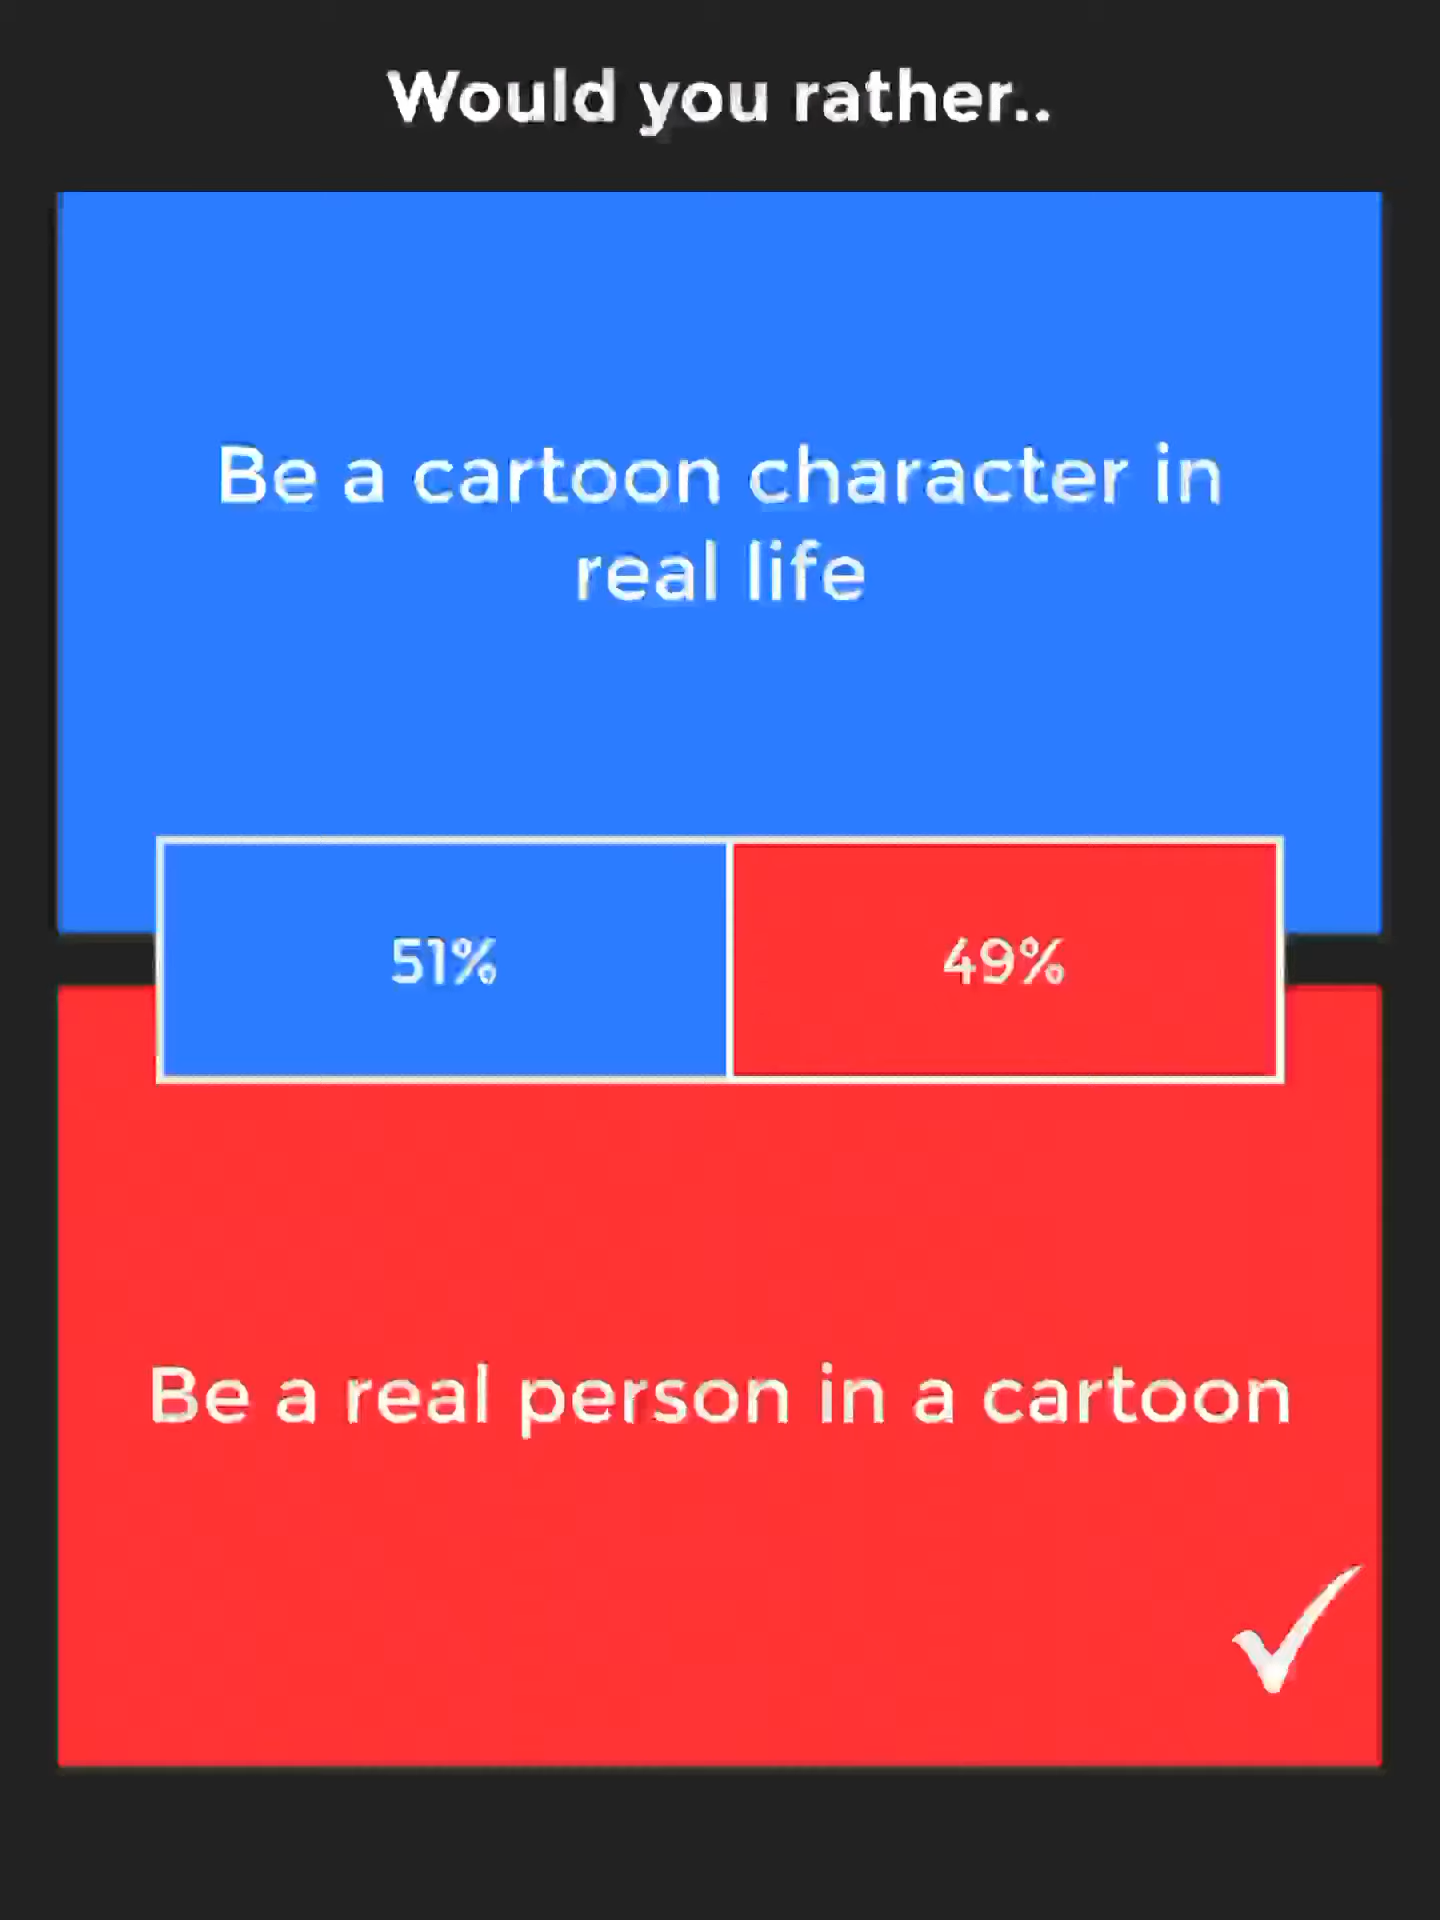 Would you rather..
Be a cartoon character in
real life
51%
49%
Be a real person in a cartoon